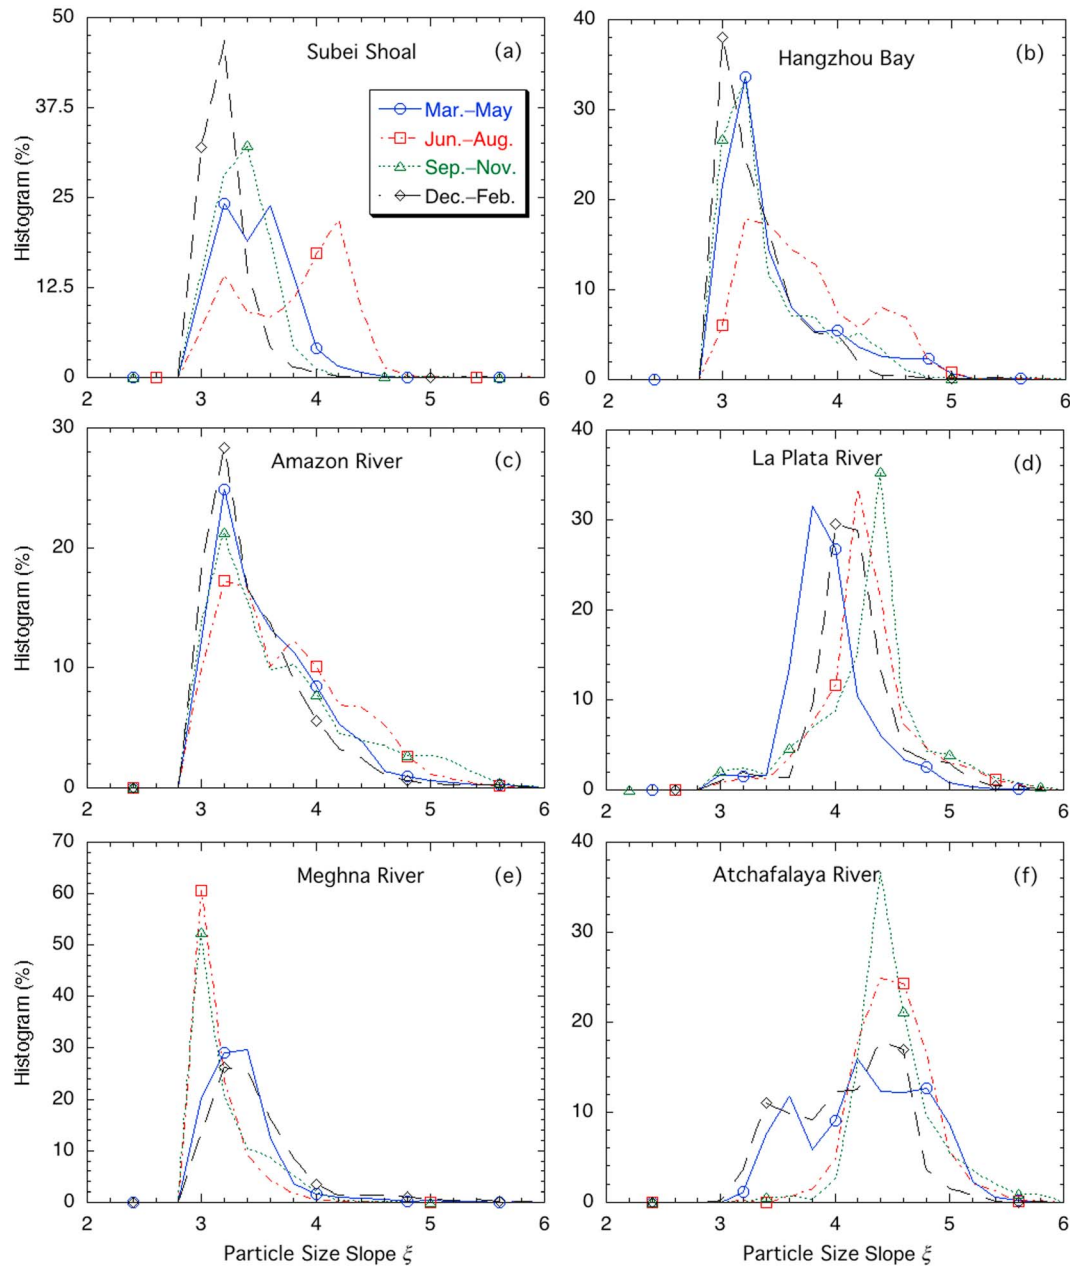 50
37.5
25
12.5
0
Histogram (%)
Subei Shoal
(a)
Mar.–May
Jun.–Aug.
Sep.–Nov.
Dec.–Feb.
2 3 4 5 6
40
30
20
10
0
Hangzhou Bay
(b)
2 3 4 5 6
30
20
10
0
Histogram (%)
Amazon River
(c)
2 3 4 5 6
40
30
20
10
0
La Plata River
(d)
2 3 4 5 6
70
60
50
40
30
20
10
0
Histogram (%)
Meghna River
(e)
2 3 4 5 6
Particle Size Slope ξ
40
30
20
10
0
Atchafalaya River
(f)
2 3 4 5 6
Particle Size Slope ξ